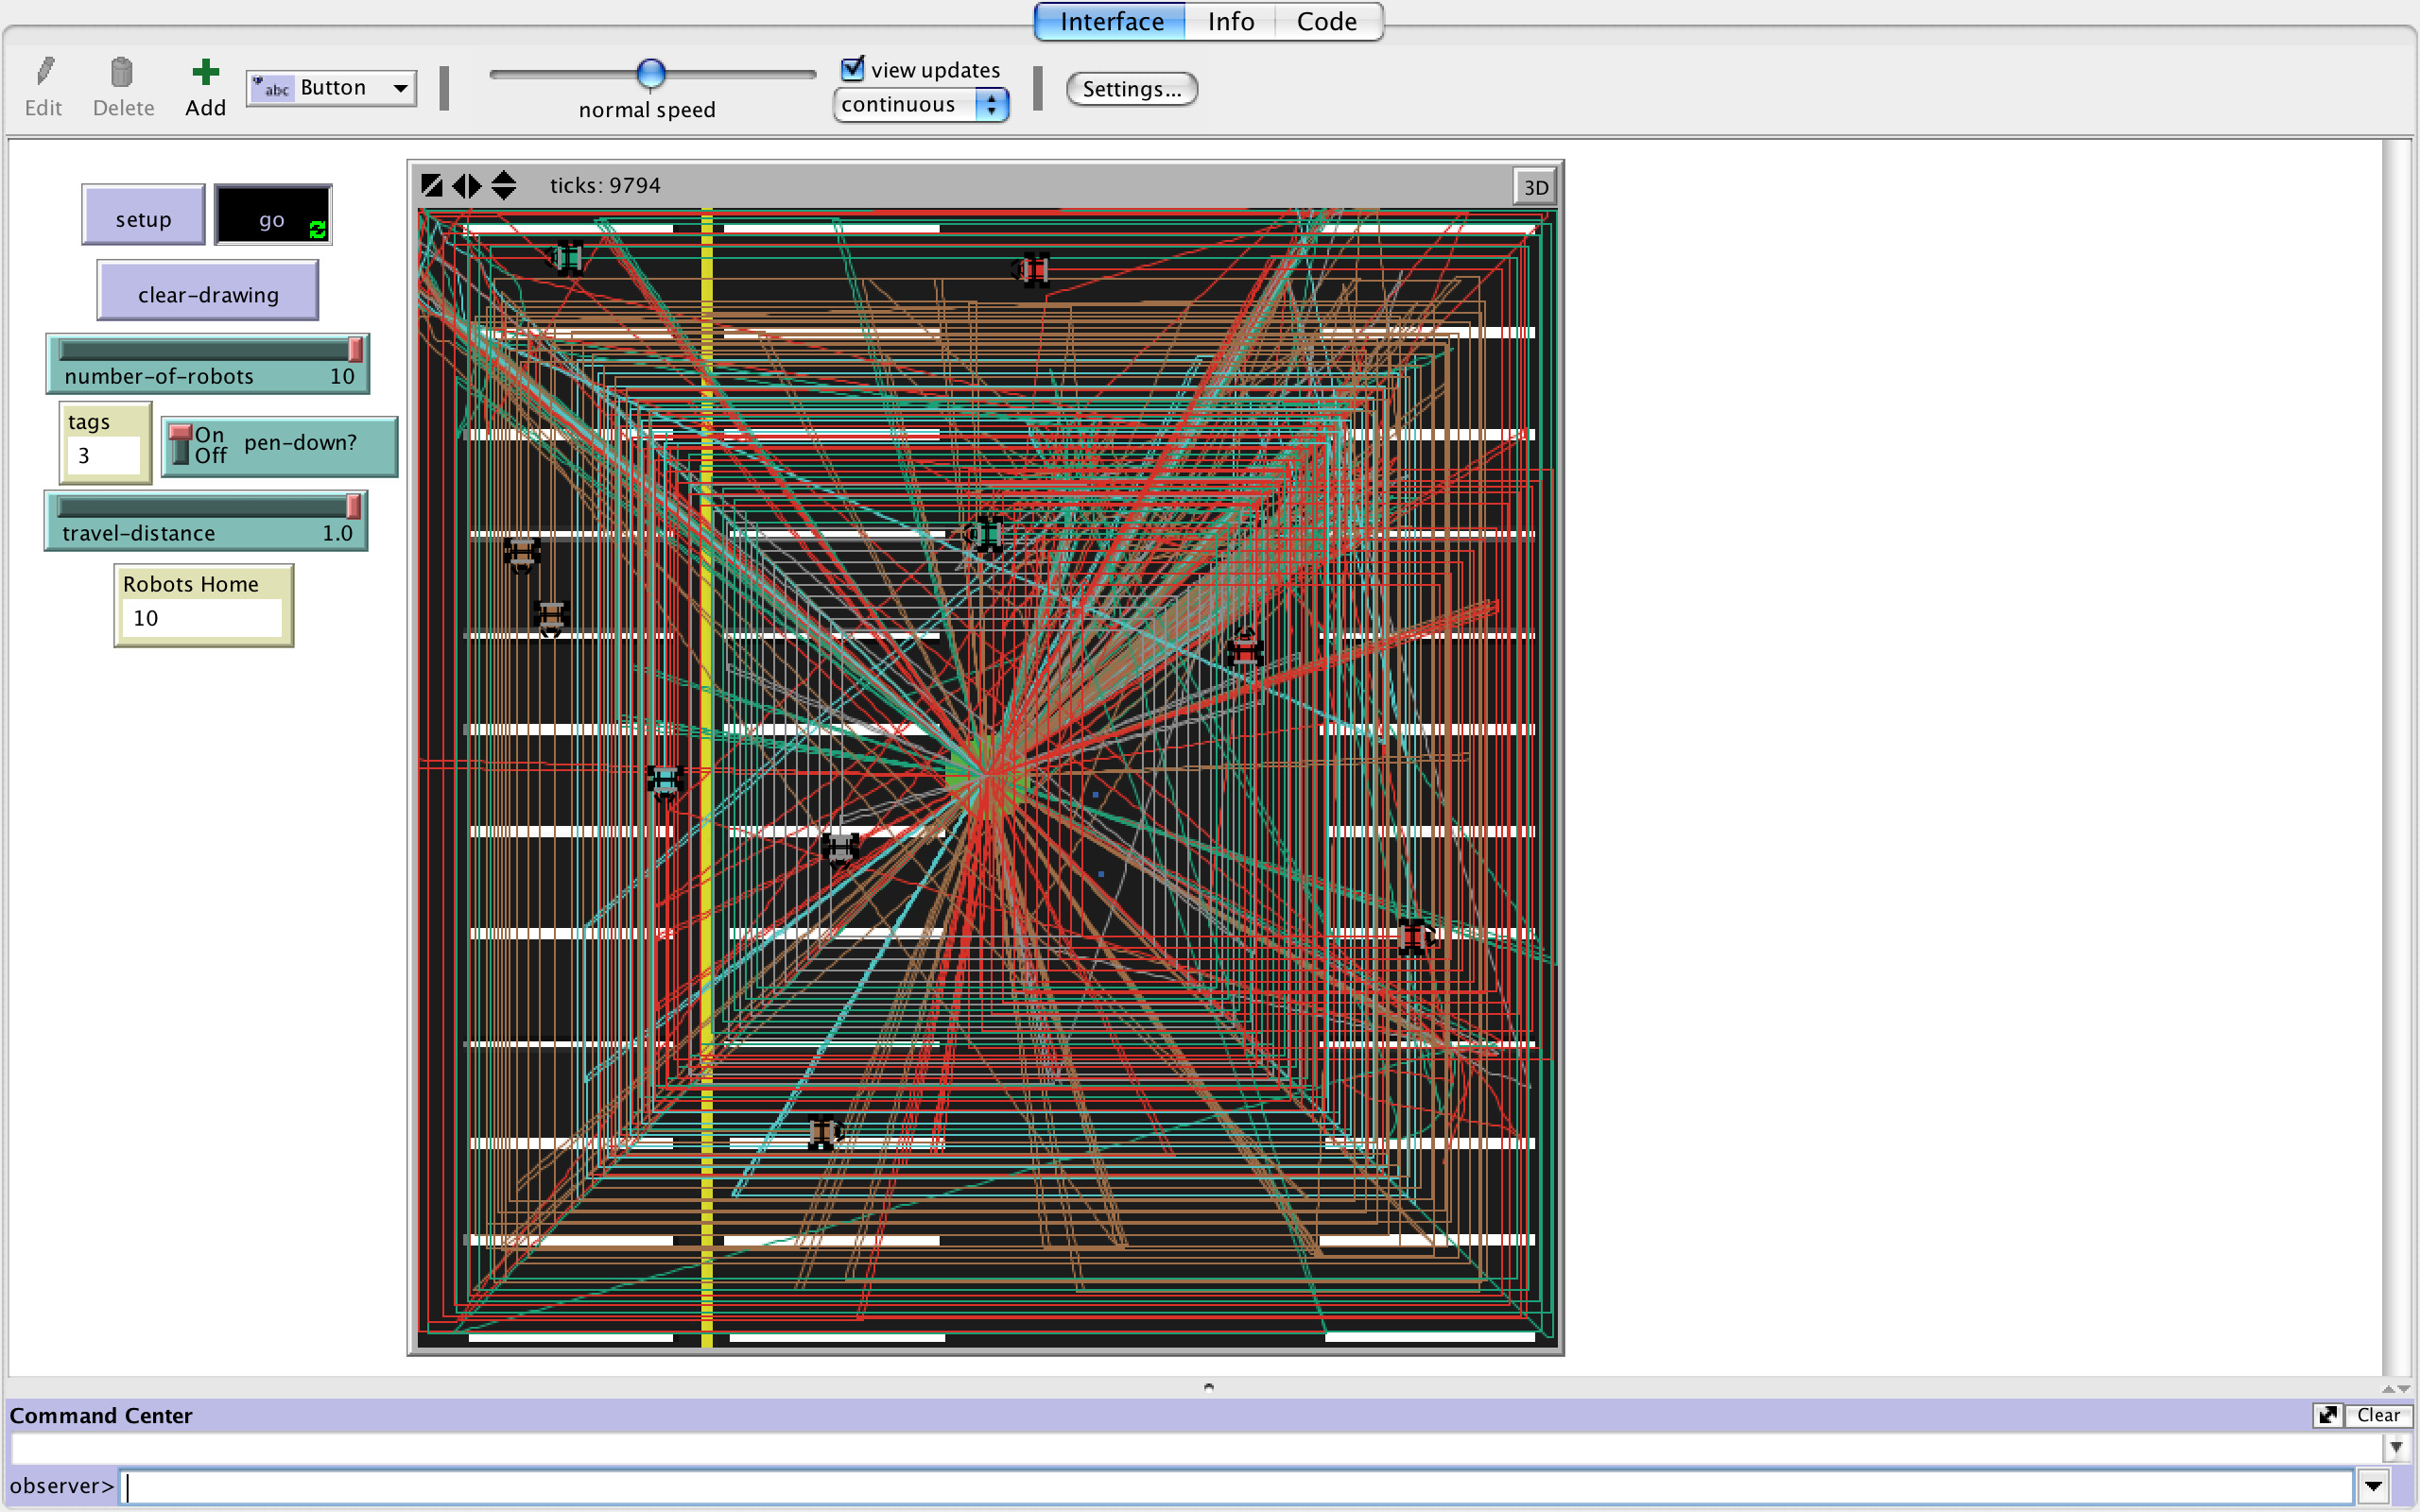 Interface Info Code
Edit Delete Add abc Button normal speed view updates continuous Settings...
ticks: 9794 3D
setup go
clear-drawing
number-of-robots 10
tags
3
On
Off
pen-down?
travel-distance 1.0
Robots Home
10
Command Center Clear
observer>